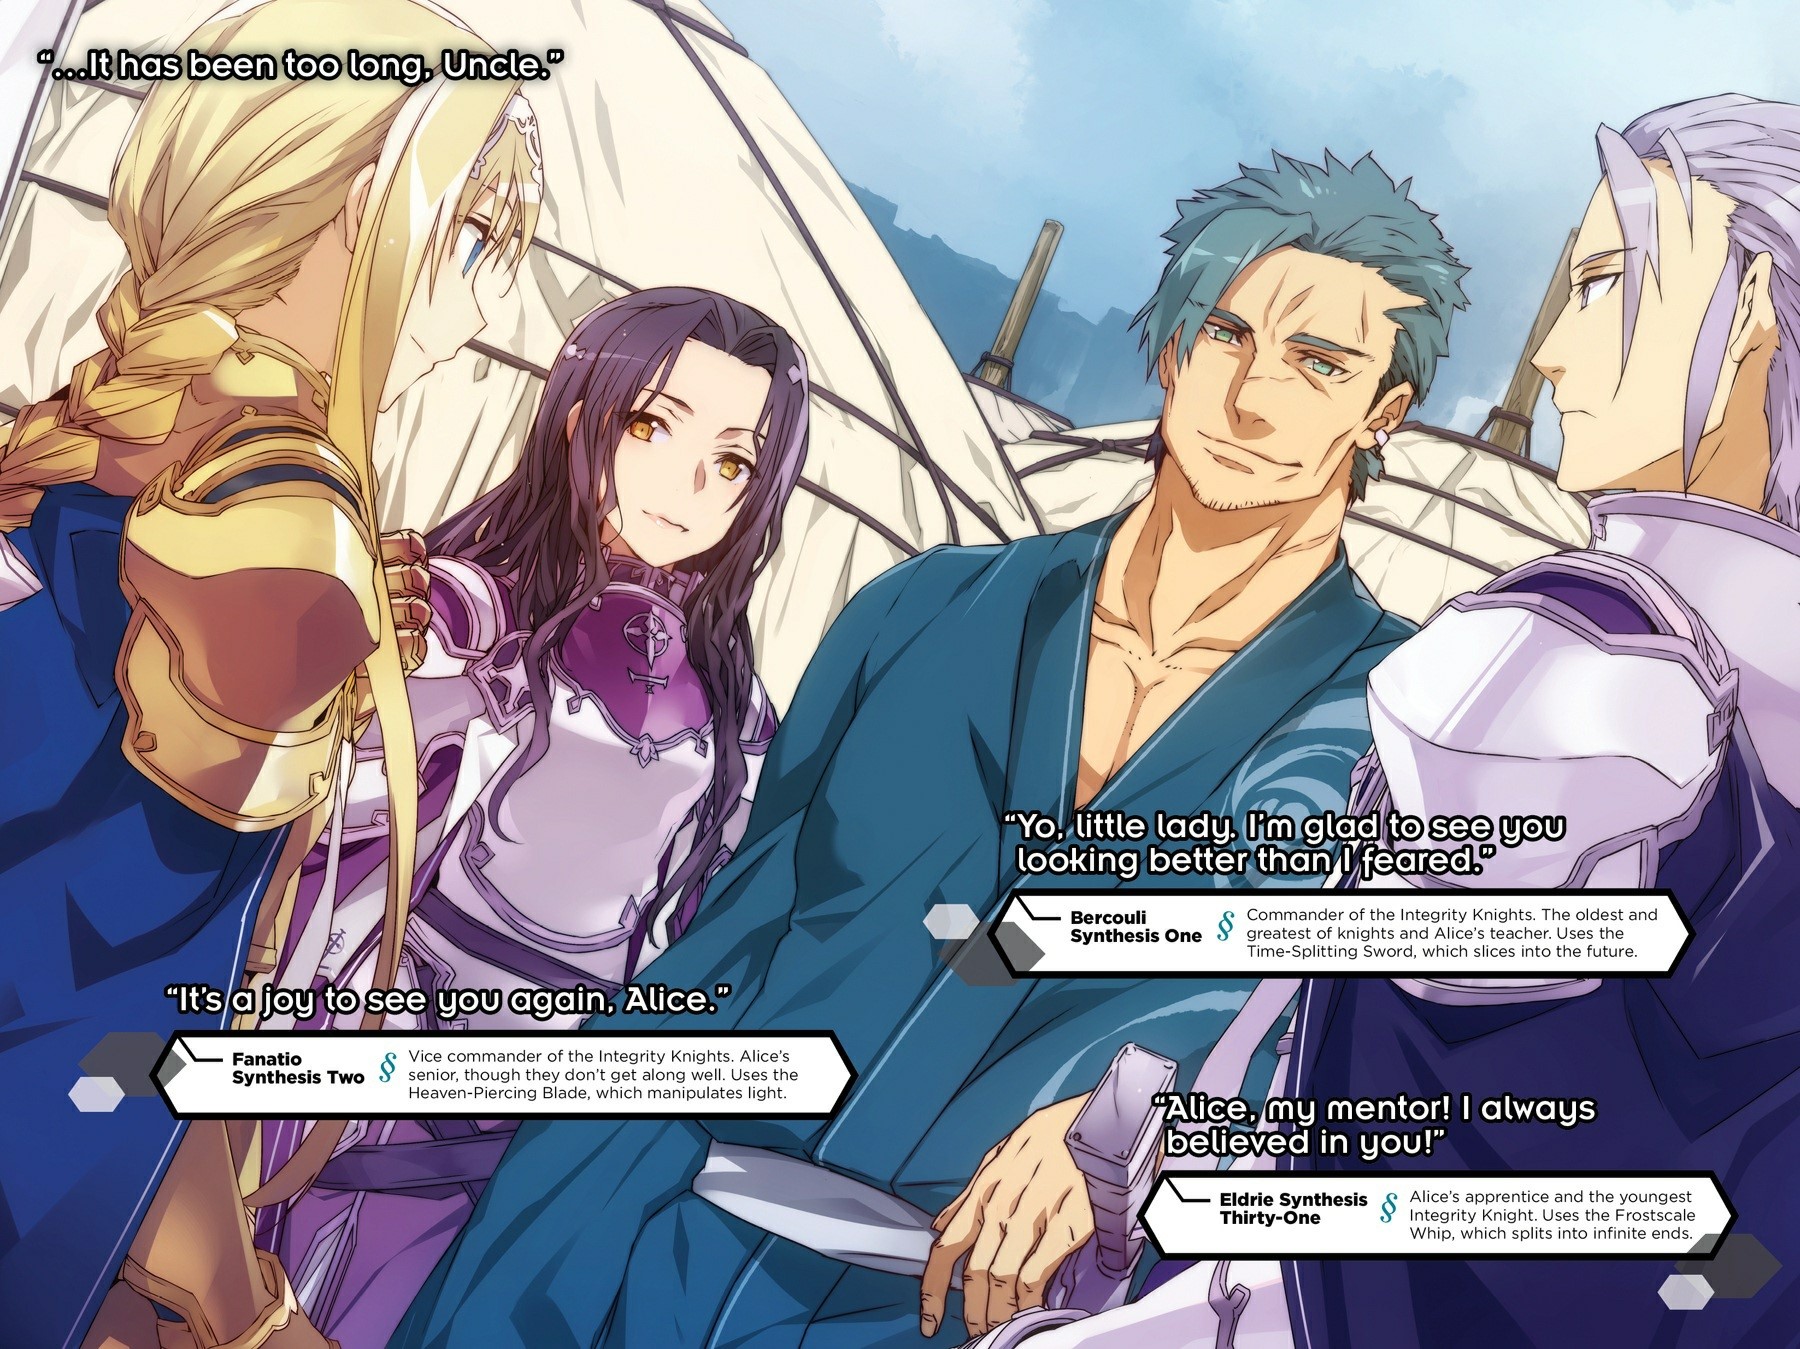 “…It has been too long, Uncle.”
“Yo, little lady. I’m glad to see you
looking better than I feared.”
Bercouli
Synthesis One
§
Commander of the Integrity Knights. The oldest and
greatest of knights and Alice’s teacher. Uses the
Time-Splitting Sword, which slices into the future.
“It’s a joy to see you again, Alice.”
Fanatio
Synthesis Two
§
Vice commander of the Integrity Knights. Alice’s
senior, though they don’t get along well. Uses the
Heaven-Piercing Blade, which manipulates light.
“Alice, my mentor! I always
believed in you!”
Eldrie Synthesis
Thirty-One
§
Alice’s apprentice and the youngest
Integrity Knight. Uses the Frostscale
Whip, which splits into infinite ends.